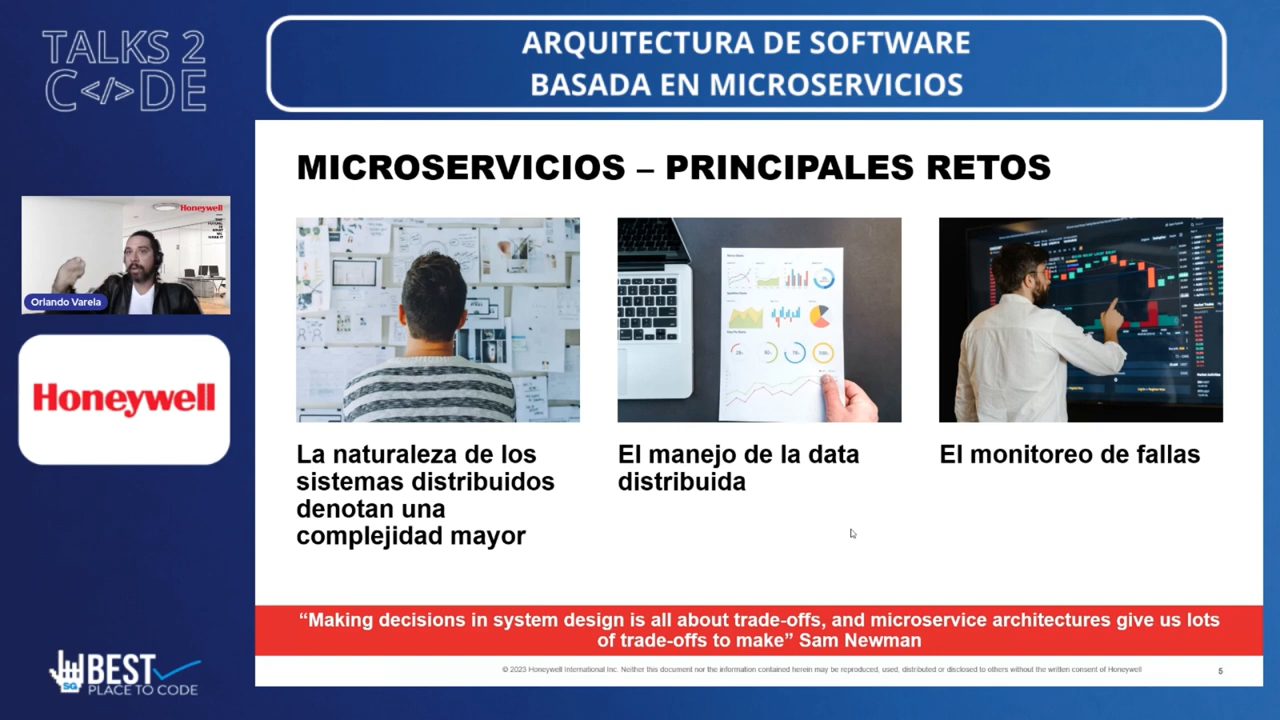 TALKS 2
C</>DE
ARQUITECTURA DE SOFTWARE
BASADA EN MICROSERVICIOS
MICROSERVICIOS – PRINCIPALES RETOS
Honeywell
Orlando Varela
Honeywell
La naturaleza de los
sistemas distribuidos
denotan una
complejidad mayor
El manejo de la data
distribuida
El monitoreo de fallas
“Making decisions in system design is all about trade-offs, and microservice architectures give us lots
of trade-offs to make” Sam Newman
© 2023 Honeywell International Inc. Neither this document nor the information contained herein may be reproduced, used, distributed or disclosed to others without the written consent of Honeywell
5
SG
BEST
PLACE TO CODE